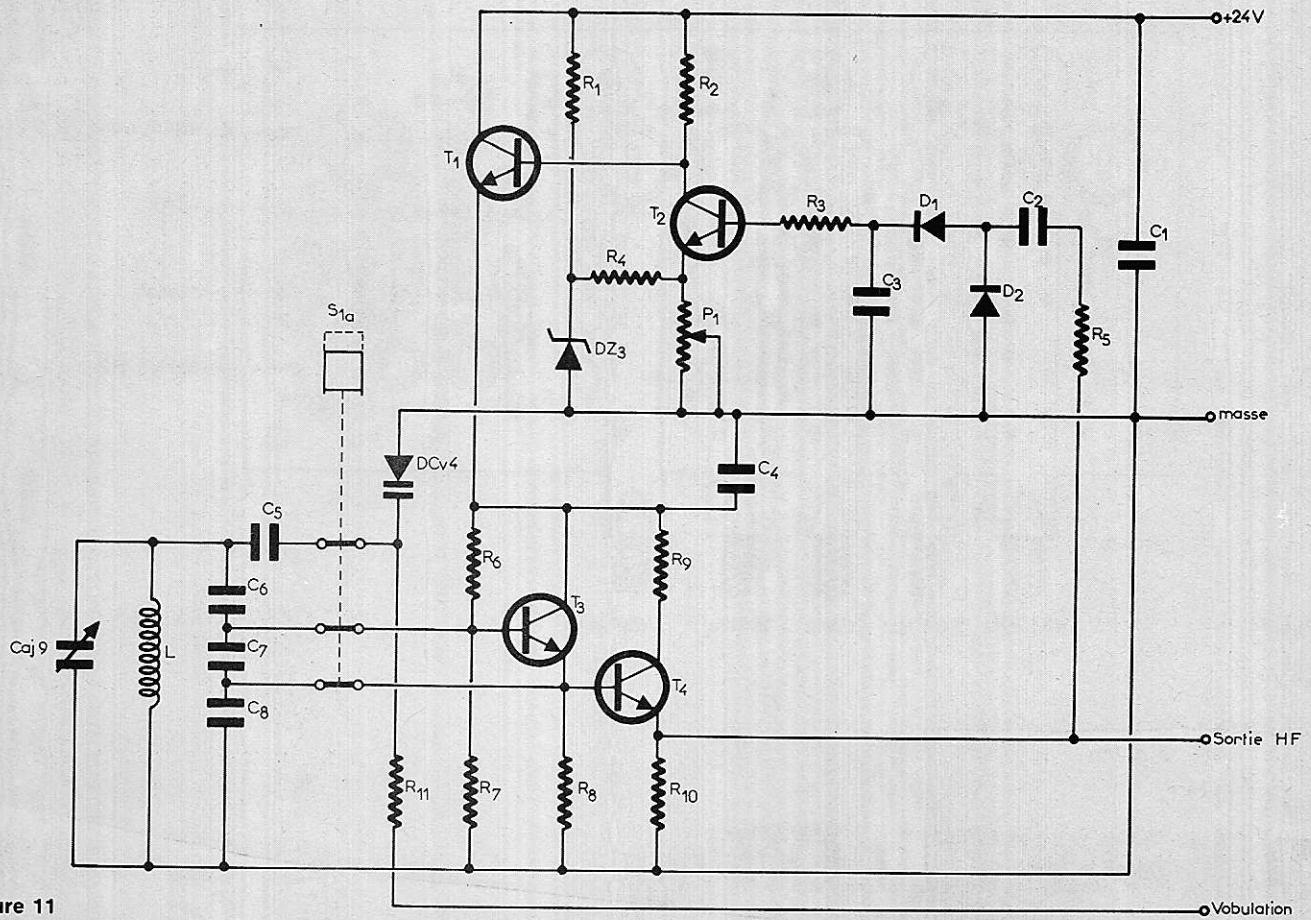 +24V
R1
R2
T1
T2
R3
D1
C2
C1
R4
C3
D2
P1
S1a
R5
DZ3
masse
DCv4
C4
C5
R6
R9
C6
T3
Caj 9
L
C7
T4
C8
Sortie HF
R11
R7
R8
R10
ure 11
Vobulation